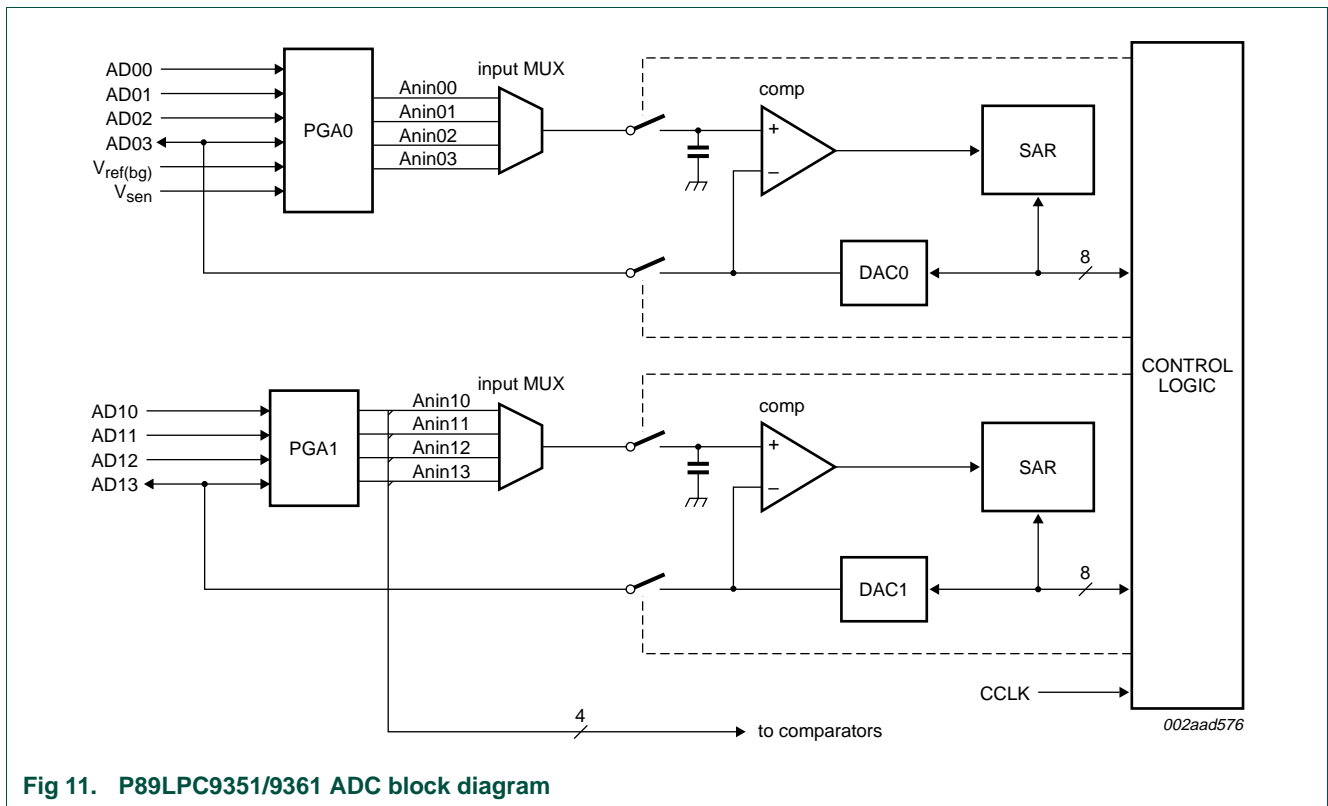 AD00
AD01
AD02
AD03
Vref(bg)
Vsen
PGA0
input MUX
Anin00
Anin01
Anin02
Anin03
comp
+
–
SAR
DAC0
8
CONTROL
LOGIC
AD10
AD11
AD12
AD13
PGA1
input MUX
Anin10
Anin11
Anin12
Anin13
comp
+
–
SAR
DAC1
8
CCLK
4
to comparators
002aad576
Fig 11. P89LPC9351/9361 ADC block diagram